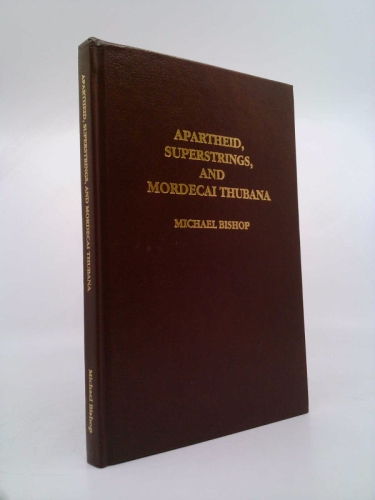 APARTHEID,
SUPERSTRINGS,
AND
MORDECAI THUBANA
MICHAEL BISHOP
APARTHEID, SUPERSTRINGS, AND MORDECAI THUBANA
Michael Bishop